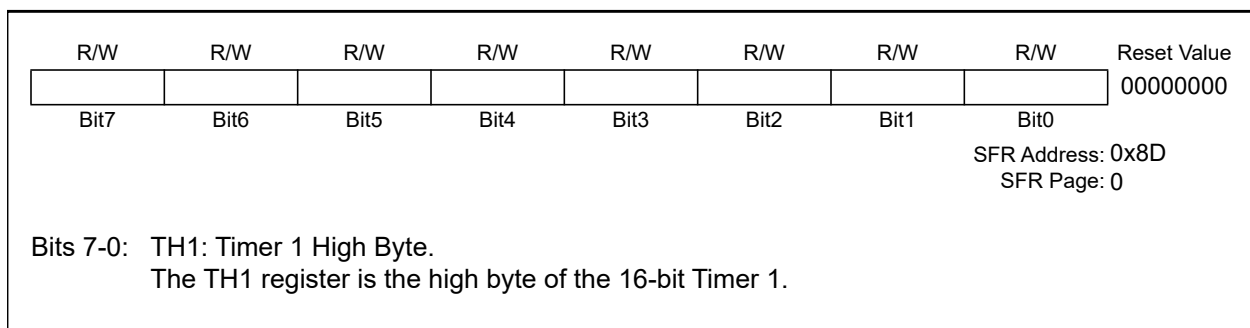 R/W R/W R/W R/W R/W R/W R/W R/W Reset Value
00000000
Bit7 Bit6 Bit5 Bit4 Bit3 Bit2 Bit1 Bit0
SFR Address: 0x8D
SFR Page: 0
Bits 7-0: TH1: Timer 1 High Byte.
The TH1 register is the high byte of the 16-bit Timer 1.